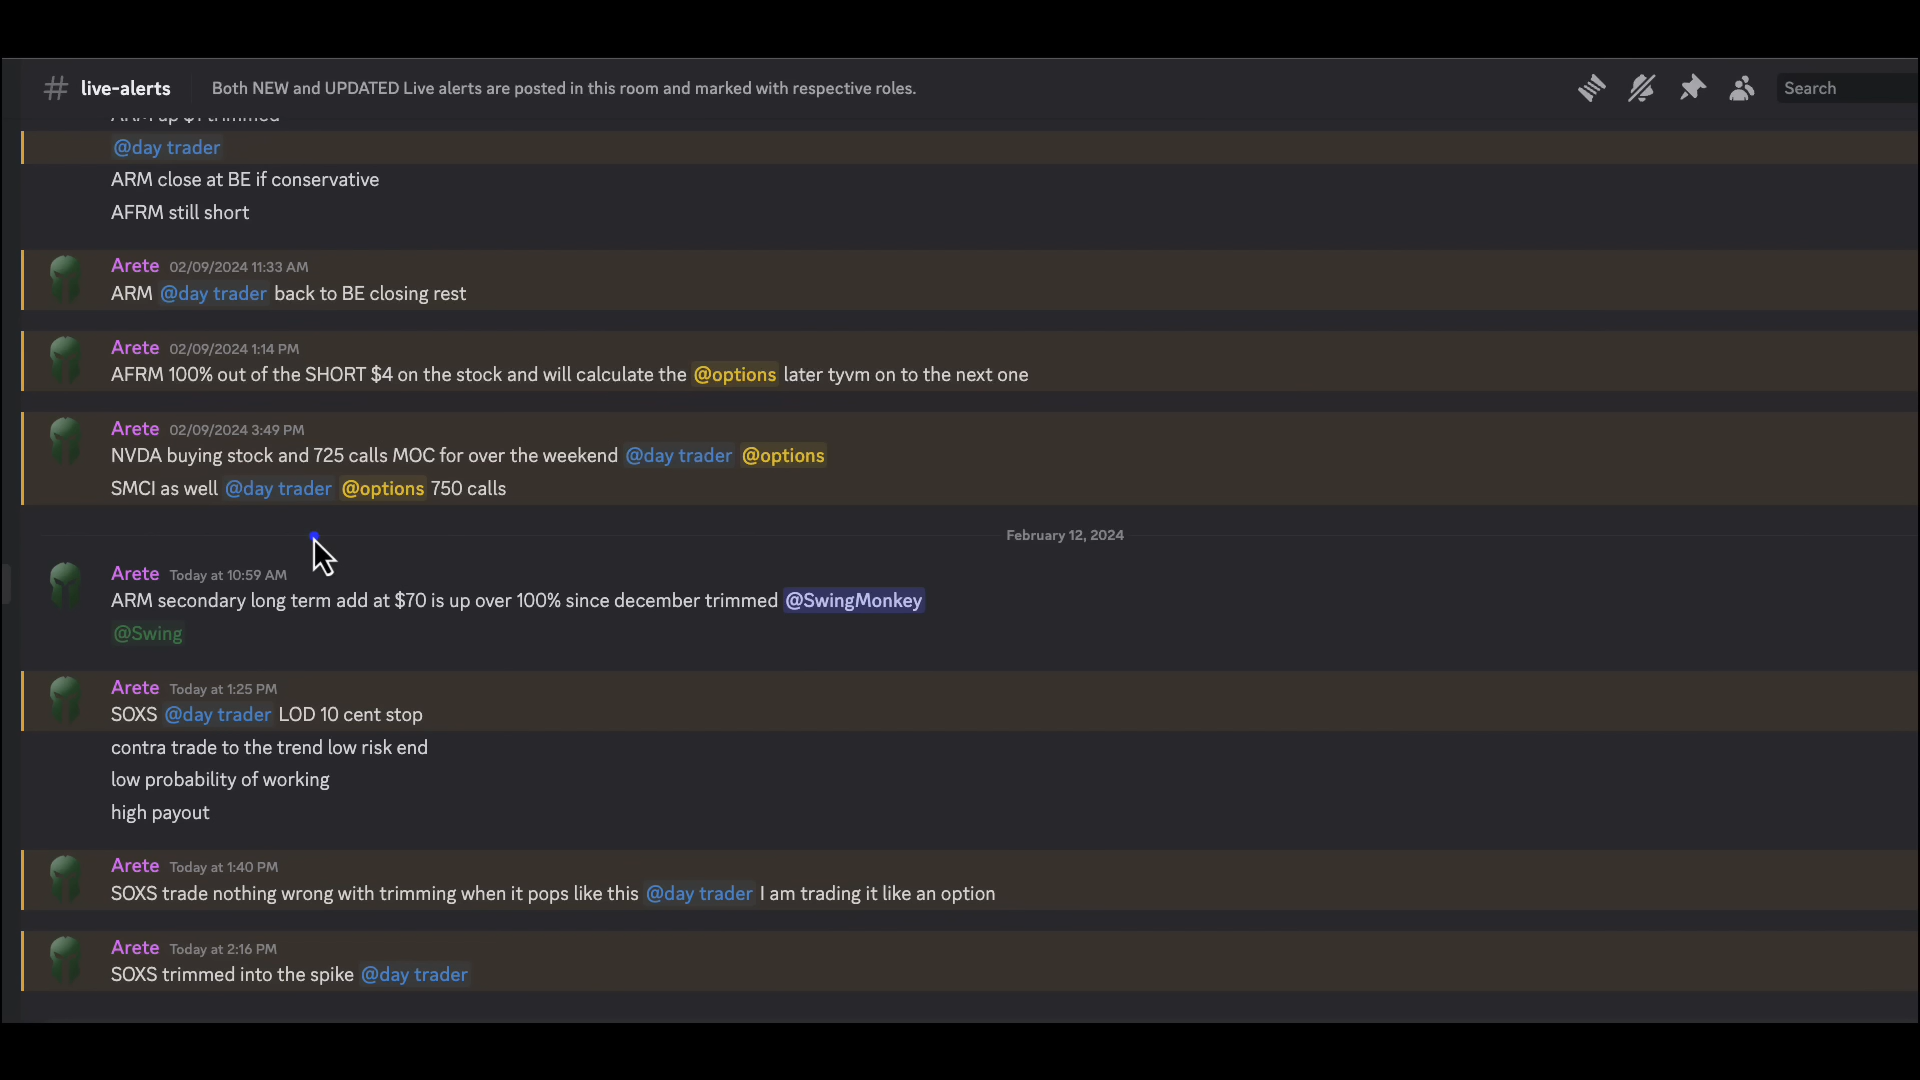 # live-alerts Both NEW and UPDATED Live alerts are posted in this room and marked with respective roles. Search
ARM up $1 trimmed
@day trader
ARM close at BE if conservative
AFRM still short
Arete 02/09/2024 11:33 AM
ARM @day trader back to BE closing rest
Arete 02/09/2024 1:14 PM
AFRM 100% out of the SHORT $4 on the stock and will calculate the @options later tyvm on to the next one
Arete 02/09/2024 3:49 PM
NVDA buying stock and 725 calls MOC for over the weekend @day trader @options
SMCI as well @day trader @options 750 calls
February 12, 2024
Arete Today at 10:59 AM
ARM secondary long term add at $70 is up over 100% since december trimmed @SwingMonkey
@Swing
Arete Today at 1:25 PM
SOXS @day trader LOD 10 cent stop
contra trade to the trend low risk end
low probability of working
high payout
Arete Today at 1:40 PM
SOXS trade nothing wrong with trimming when it pops like this @day trader I am trading it like an option
Arete Today at 2:16 PM
SOXS trimmed into the spike @day trader